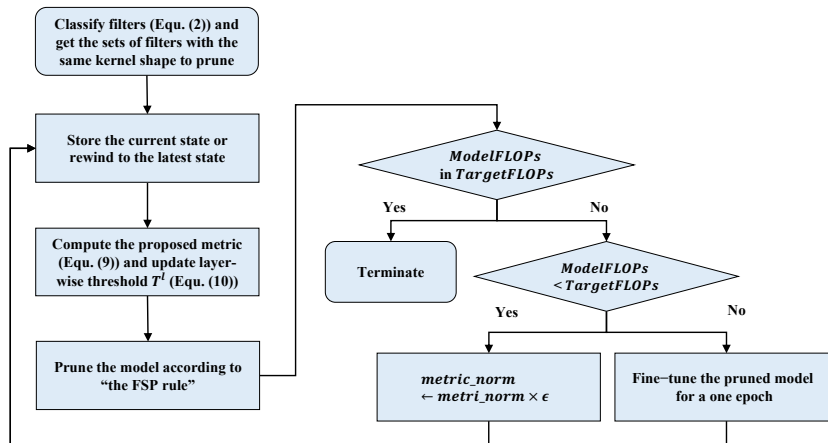 Classify filters (Equ. (2)) and
get the sets of filters with the
same kernel shape to prune
Store the current state or
rewind to the latest state
Compute the proposed metric
(Equ. (9)) and update layer-
wise threshold T^l (Equ. (10))
Prune the model according to
“the FSP rule”
ModelFLOPs
in TargetFLOPs
Yes
No
Terminate
ModelFLOPs
< TargetFLOPs
Yes
No
metric_norm
← metri_norm × ϵ
Fine−tune the pruned model
for a one epoch